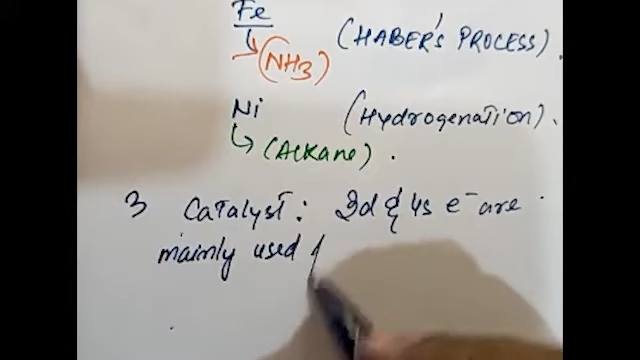 Fe
(NH3) (HABER'S PROCESS).
Ni (Hydrogenation).
(Alkane).
3 Catalyst: 3d & 4s e⁻ are
mainly used